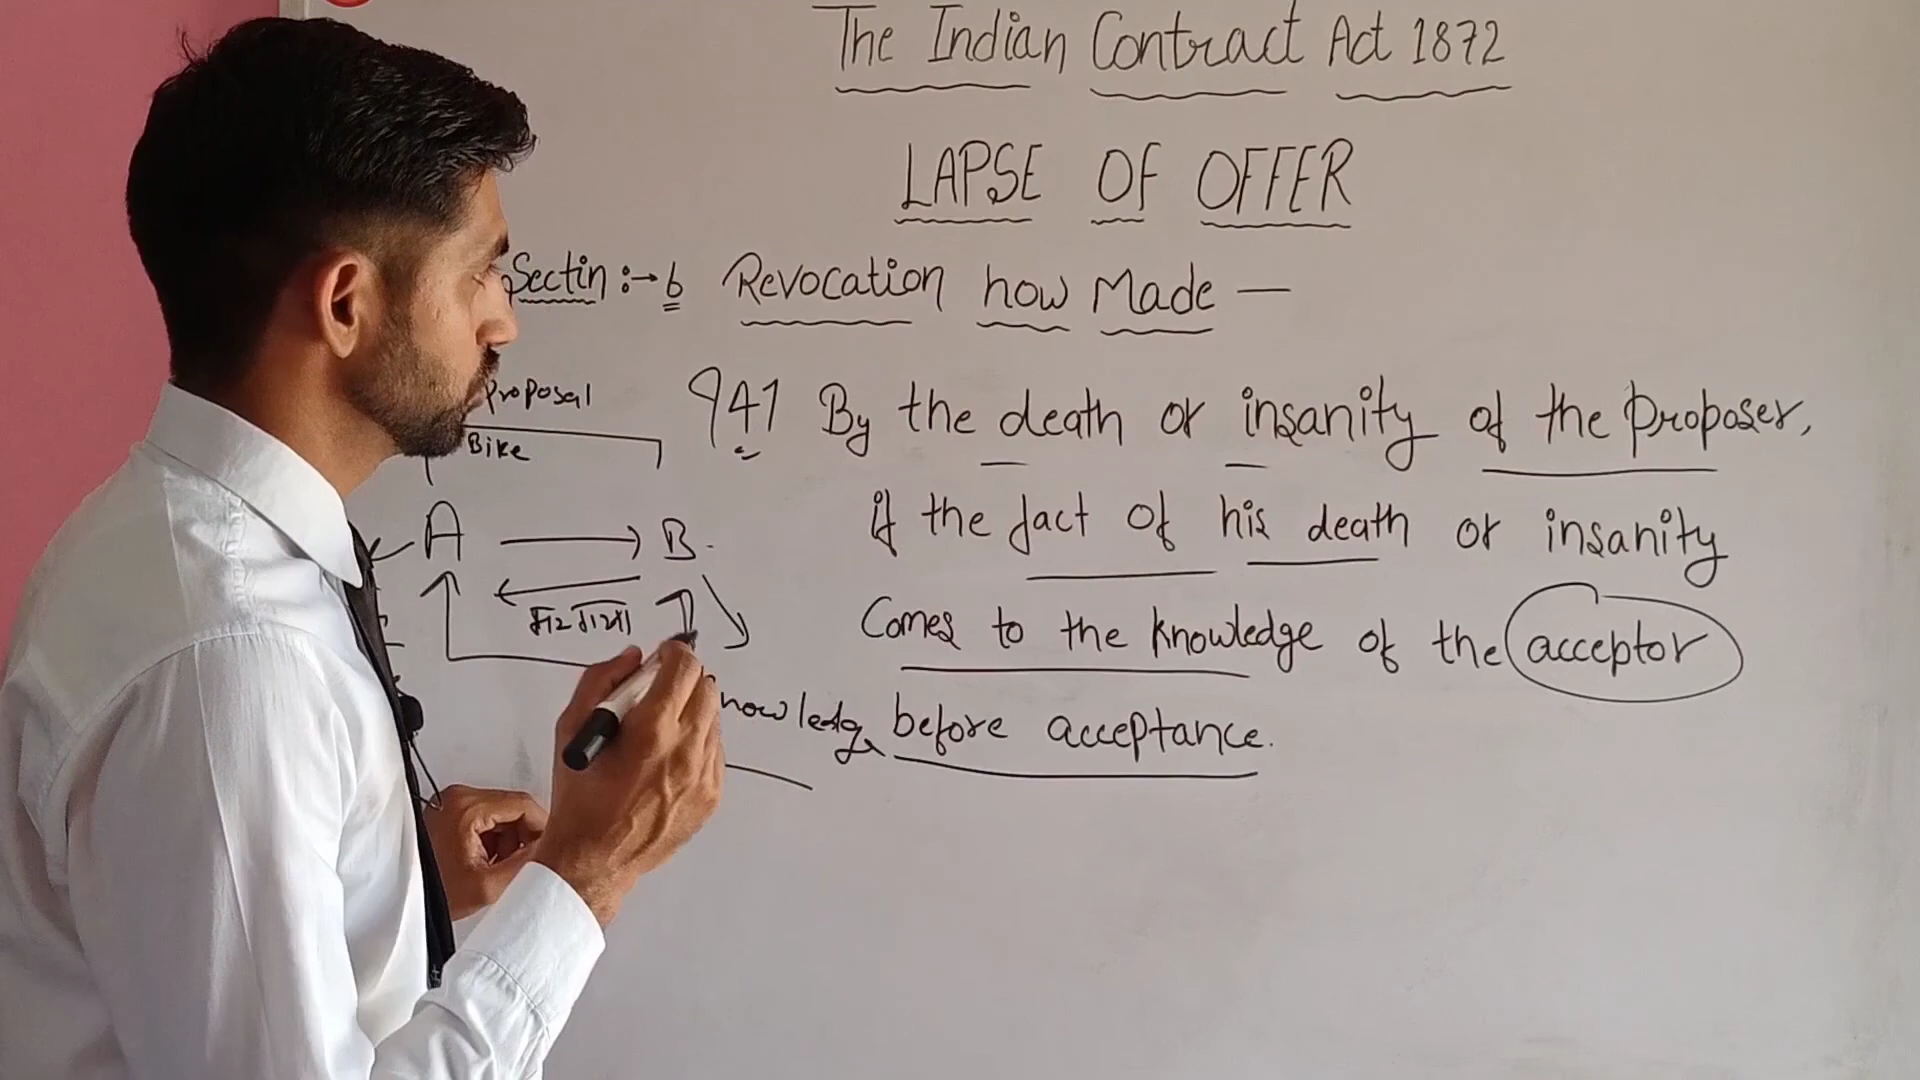 The Indian Contract Act 1872
LAPSE OF OFFER
Sectin :→ 6 Revocation how Made —
Proposal
Bike
947 By the death or insanity of the proposer,
if the fact of his death or insanity
Comes to the knowledge of the acceptor
before acceptance.
A B.
nowledge